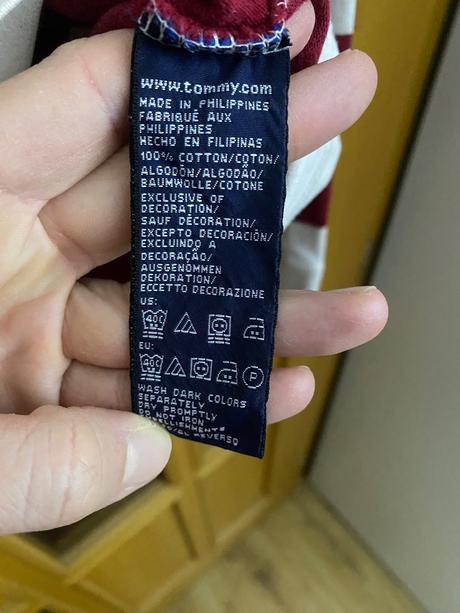 www.tommy.com
MADE IN PHILIPPINES
FABRIQUÉ AUX
PHILIPPINES
HECHO EN FILIPINAS
100% COTTON/COTON/
ALGODÓN/ALGODÃO/
BAUMWOLLE/COTONE
EXCLUSIVE OF
DECORATION/
SAUF DÉCORATION/
EXCEPTO DECORACIÓN/
EXCLUINDO A
DECORAÇÃO/
AUSGENOMMEN
DEKORATION/
ECCETTO DECORAZIONE
US:
40C
EU:
40C P
WASH DARK COLORS
SEPARATELY
DRY PROMPTLY
DO NOT IRON
REVERSO